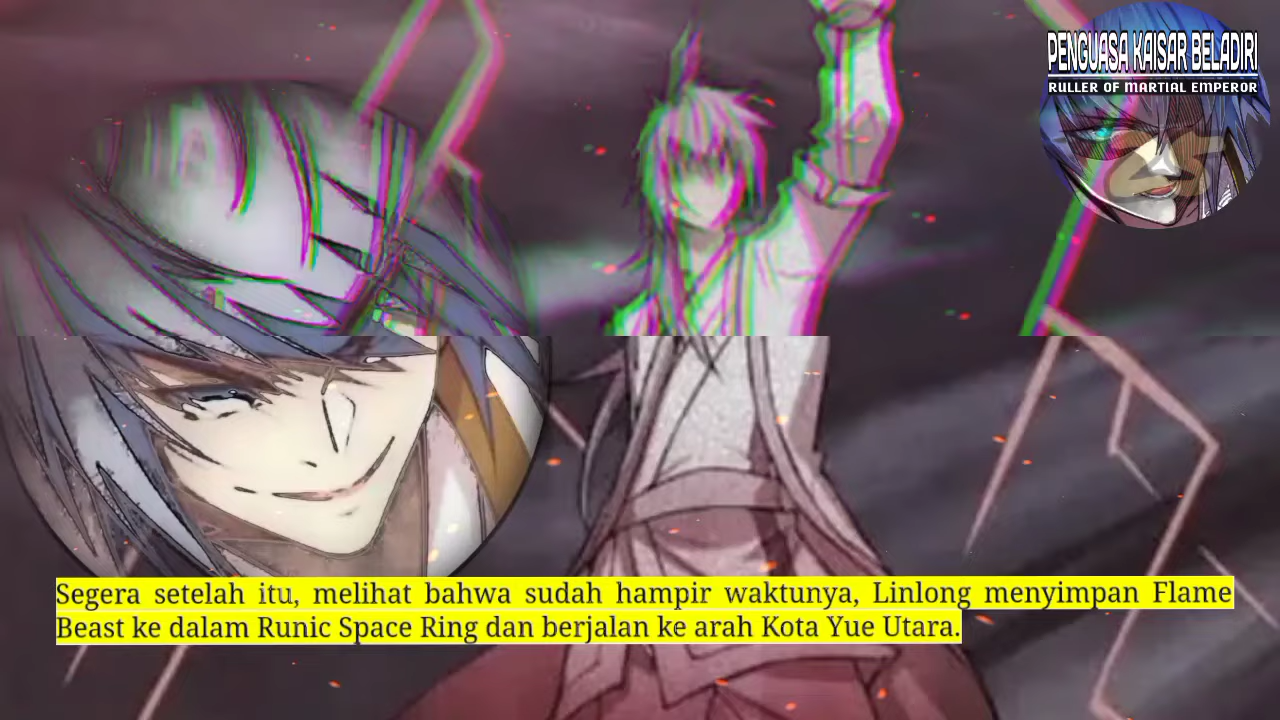 PENGUASA KAISAR BELADIRI
RULLER OF MARTIAL EMPEROR
Segera setelah itu, melihat bahwa sudah hampir waktunya, Linlong menyimpan Flame
Beast ke dalam Runic Space Ring dan berjalan ke arah Kota Yue Utara.